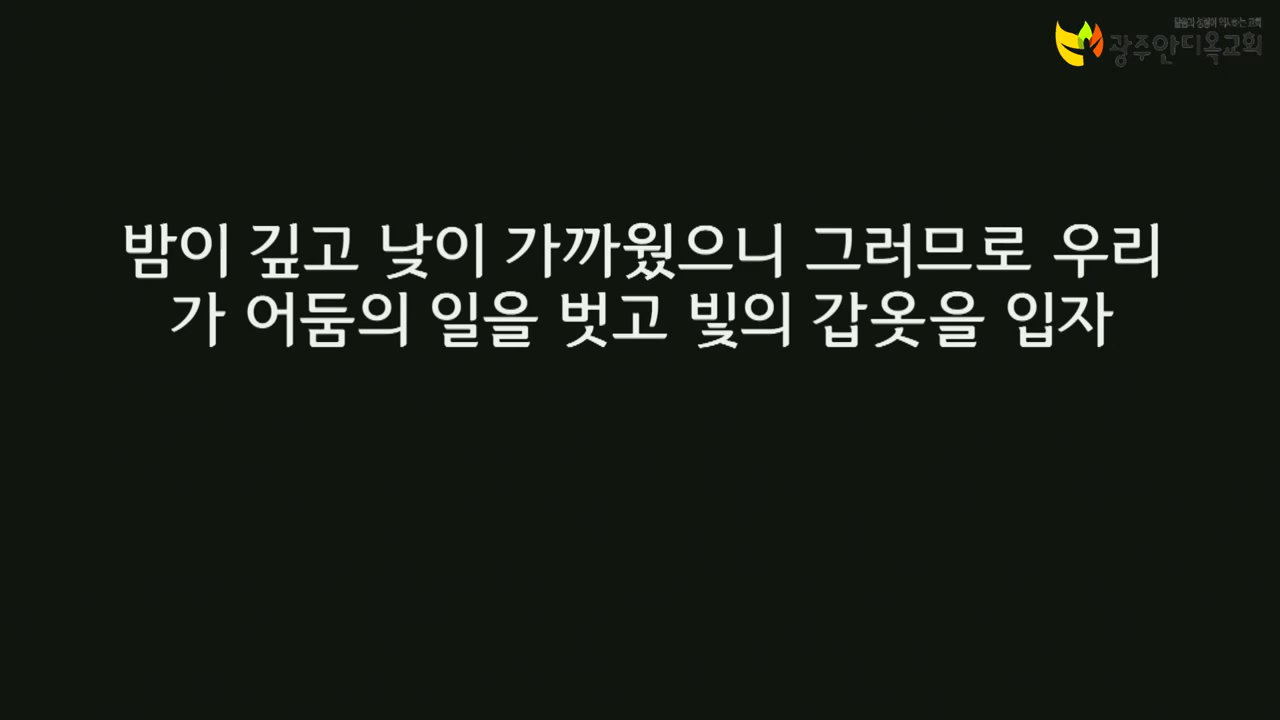 광주안디옥교회
밤이 깊고 낮이 가까웠으니 그러므로 우리
가 어둠의 일을 벗고 빛의 갑옷을 입자